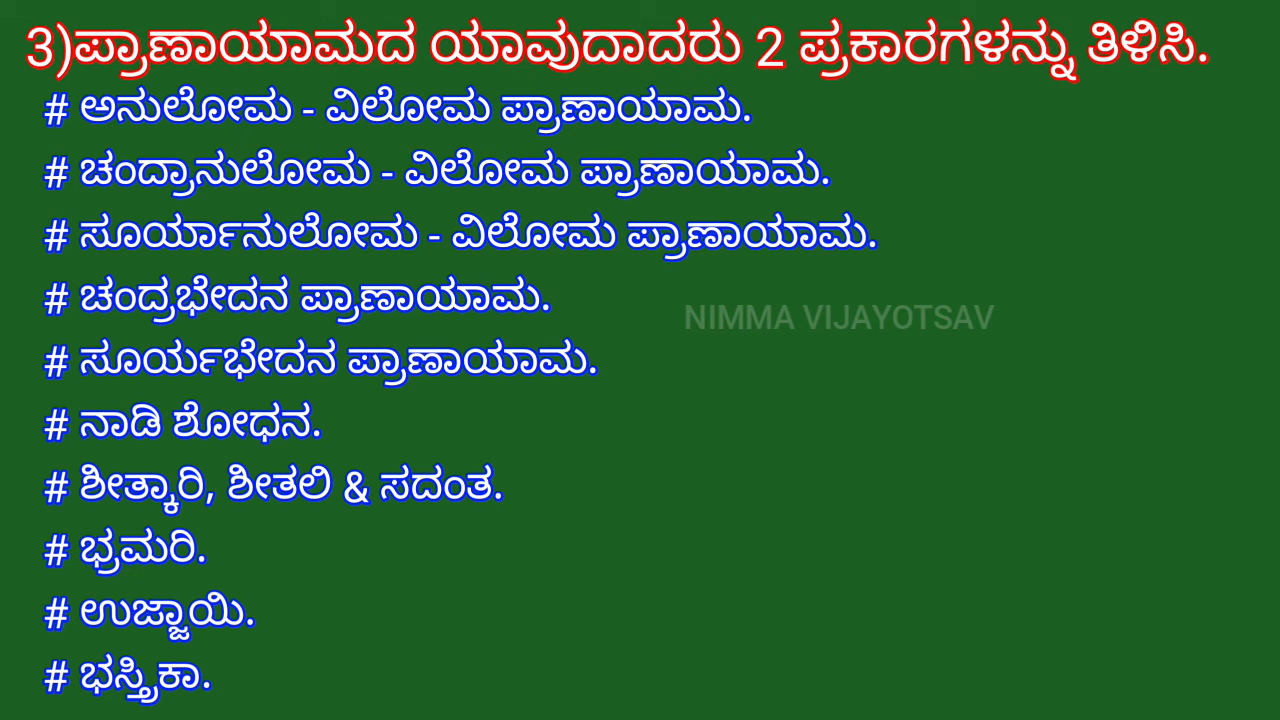 3)ಪ್ರಾಣಾಯಾಮದ ಯಾವುದಾದರು 2 ಪ್ರಕಾರಗಳನ್ನು ತಿಳಿಸಿ.
# ಅನುಲೋಮ - ವಿಲೋಮ ಪ್ರಾಣಾಯಾಮ.
# ಚಂದ್ರಾನುಲೋಮ - ವಿಲೋಮ ಪ್ರಾಣಾಯಾಮ.
# ಸೂರ್ಯಾನುಲೋಮ - ವಿಲೋಮ ಪ್ರಾಣಾಯಾಮ.
# ಚಂದ್ರಭೇದನ ಪ್ರಾಣಾಯಾಮ.
NIMMA VIJAYOTSAV
# ಸೂರ್ಯಭೇದನ ಪ್ರಾಣಾಯಾಮ.
# ನಾಡಿ ಶೋಧನ.
# ಶೀತ್ಕಾರಿ, ಶೀತಲಿ & ಸದಂತ.
# ಭ್ರಮರಿ.
# ಉಜ್ಜಾಯಿ.
# ಭಸ್ತ್ರಿಕಾ.